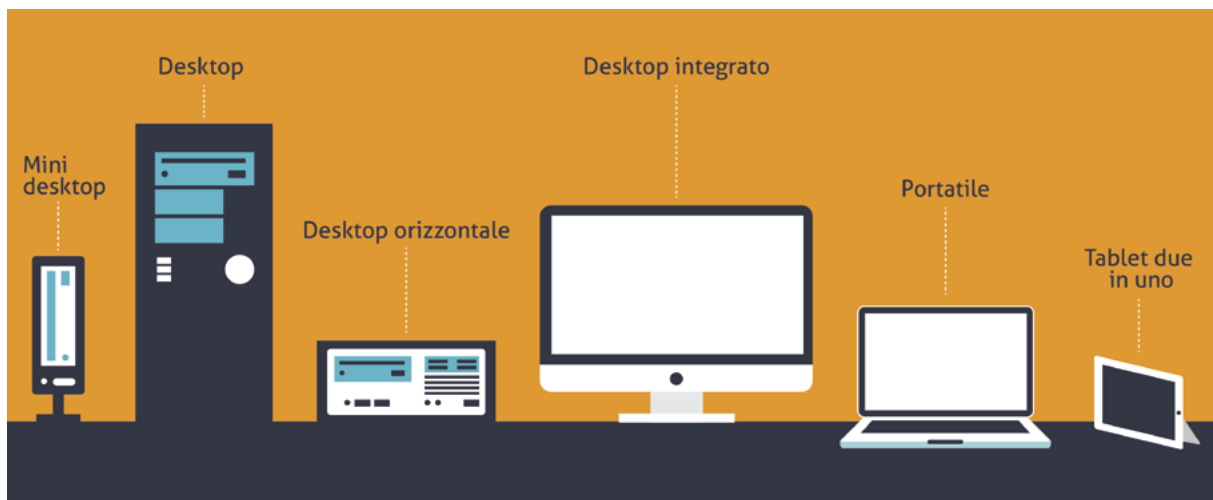 Desktop
Desktop integrato
Mini
desktop
Portatile
Desktop orizzontale
Tablet due
in uno